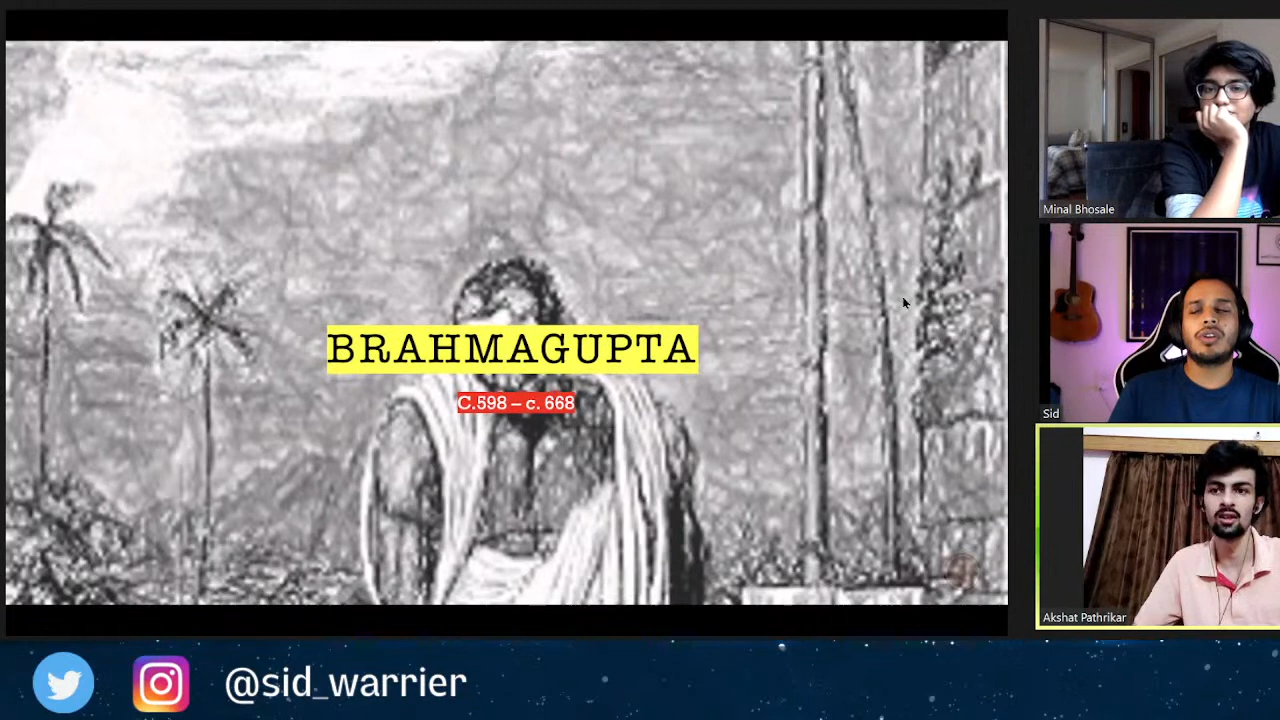 BRAHMAGUPTA
C.598 – c. 668
Minal Bhosale
Sid
Akshat Pathrikar
@sid_warrier